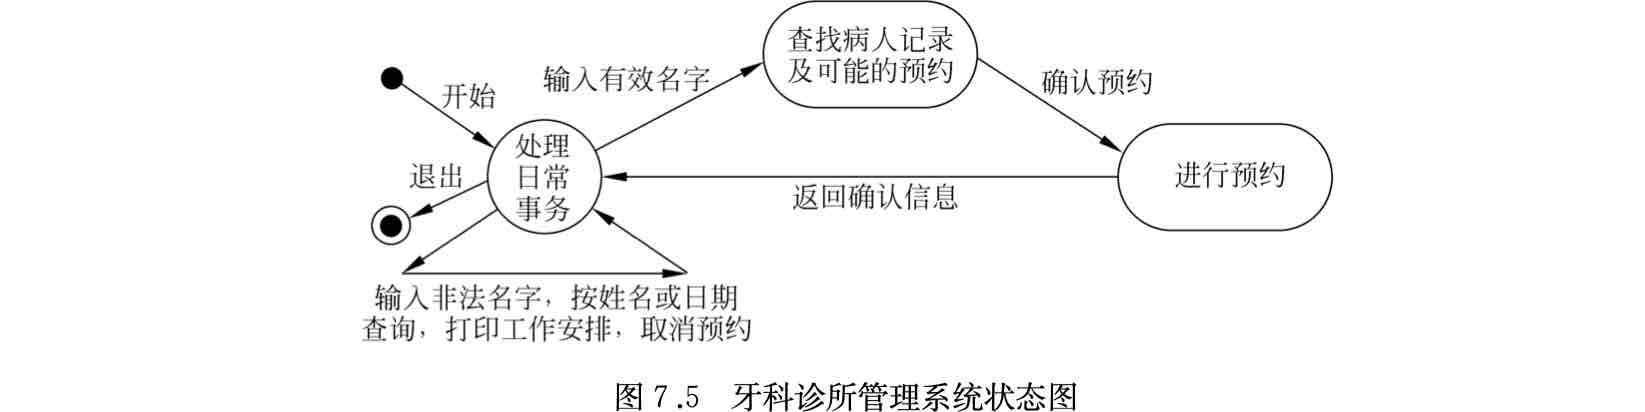 查找病人记录
及可能的预约
输入有效名字
确认预约
开始
处理
日常
事务
退出
进行预约
返回确认信息
输入非法名字，按姓名或日期
查询，打印工作安排，取消预约
图 7.5 牙科诊所管理系统状态图